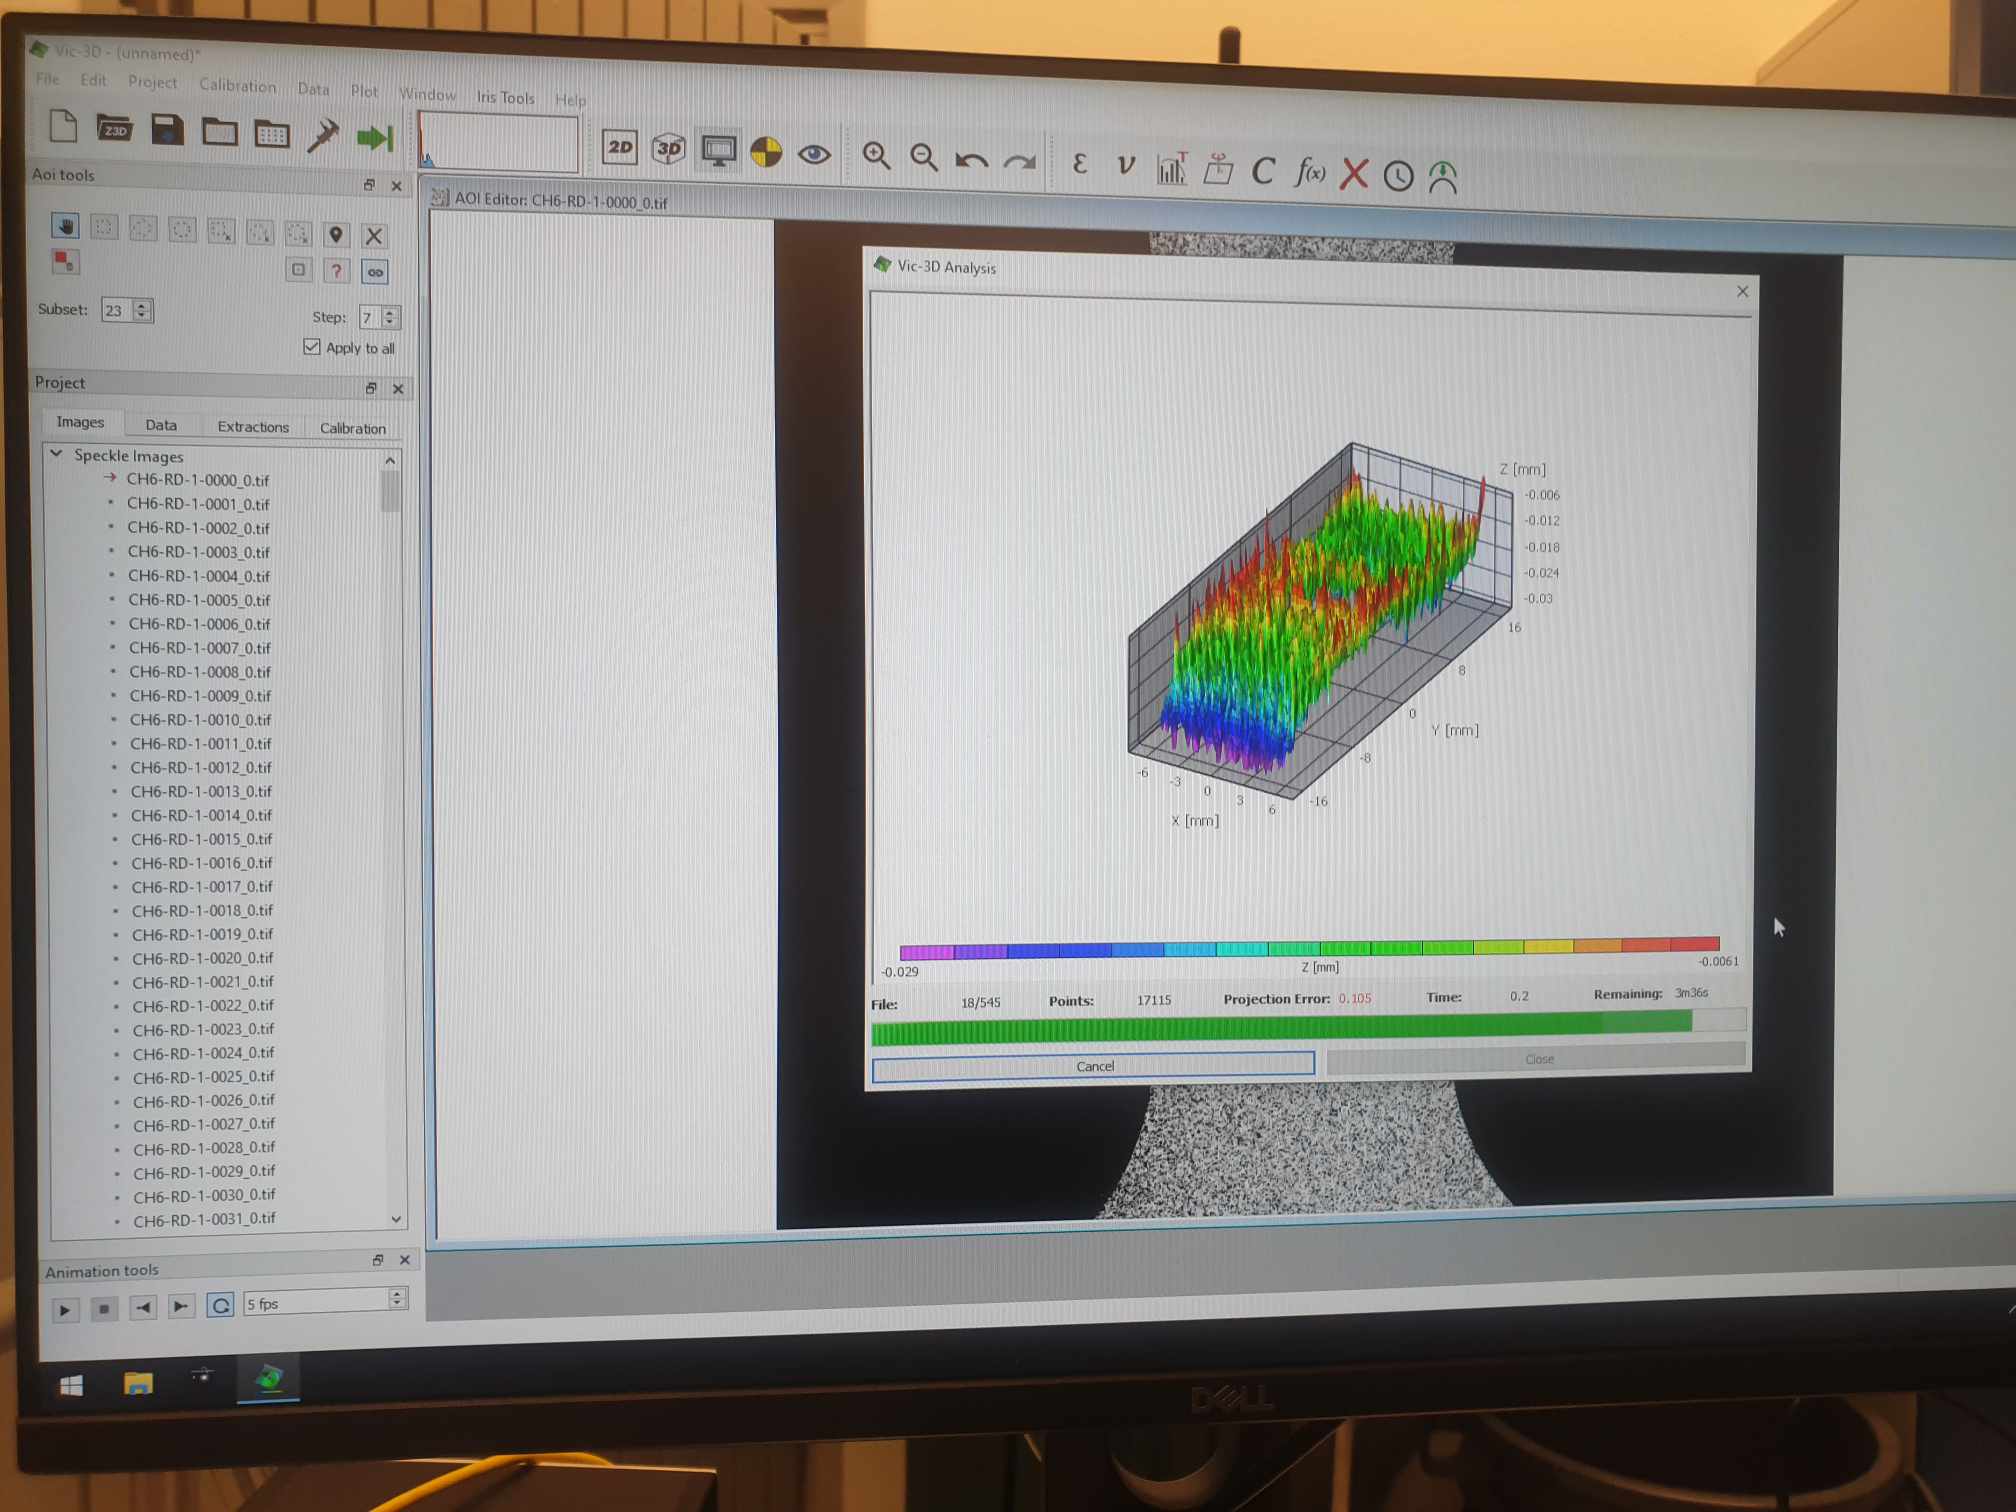 Vic-3D - (unnamed)*
File Edit Project Calibration Data Plot Window Iris Tools Help
Z3D 2D 3D ε ν T C f(x)
Aoi tools
?
Subset: 23 Step: 7
Apply to all
Project
Images Data Extractions Calibration
Speckle Images
CH6-RD-1-0000_0.tif
CH6-RD-1-0001_0.tif
CH6-RD-1-0002_0.tif
CH6-RD-1-0003_0.tif
CH6-RD-1-0004_0.tif
CH6-RD-1-0005_0.tif
CH6-RD-1-0006_0.tif
CH6-RD-1-0007_0.tif
CH6-RD-1-0008_0.tif
CH6-RD-1-0009_0.tif
CH6-RD-1-0010_0.tif
CH6-RD-1-0011_0.tif
CH6-RD-1-0012_0.tif
CH6-RD-1-0013_0.tif
CH6-RD-1-0014_0.tif
CH6-RD-1-0015_0.tif
CH6-RD-1-0016_0.tif
CH6-RD-1-0017_0.tif
CH6-RD-1-0018_0.tif
CH6-RD-1-0019_0.tif
CH6-RD-1-0020_0.tif
CH6-RD-1-0021_0.tif
CH6-RD-1-0022_0.tif
CH6-RD-1-0023_0.tif
CH6-RD-1-0024_0.tif
CH6-RD-1-0025_0.tif
CH6-RD-1-0026_0.tif
CH6-RD-1-0027_0.tif
CH6-RD-1-0028_0.tif
CH6-RD-1-0029_0.tif
CH6-RD-1-0030_0.tif
CH6-RD-1-0031_0.tif
Animation tools
5 fps
AOI Editor: CH6-RD-1-0000_0.tif
Vic-3D Analysis
Z [mm]
-0.006
-0.012
-0.018
-0.024
-0.03
16
8
0
Y [mm]
-8
-16
-6 -3 0 3 6
X [mm]
-0.029 Z [mm] -0.0061
File: 18/545 Points: 17115 Projection Error: 0.105 Time: 0.2 Remaining: 3m36s
Cancel Close
DELL